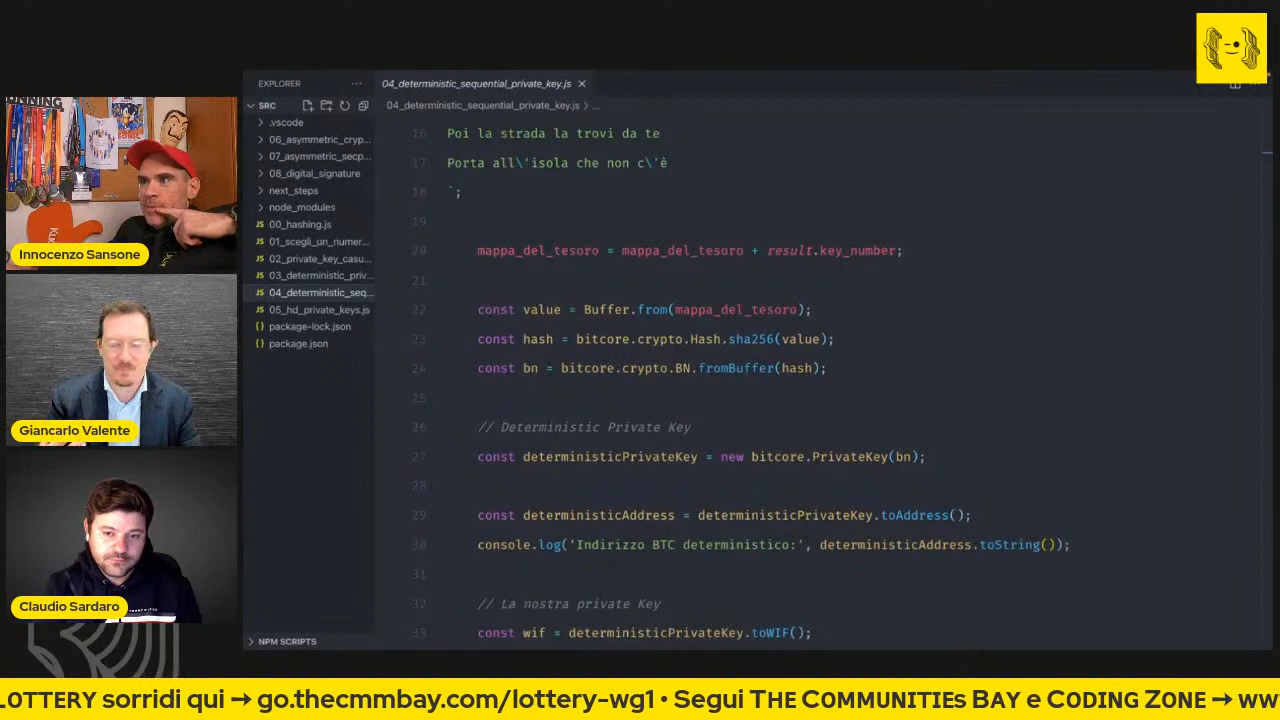 EXPLORER
SRC
.vscode
06_asymmetric_cryp...
07_asymmetric_secp...
08_digital_signature
next_steps
node_modules
JS 00_hashing.js
JS 01_scegli_un_numer...
JS 02_private_key_casu...
JS 03_deterministic_priv...
JS 04_deterministic_seq...
JS 05_hd_private_keys.js
{ } package-lock.json
{ } package.json
NPM SCRIPTS
04_deterministic_sequential_private_key.js
04_deterministic_sequential_private_key.js > ...
16 Poi la strada la trovi da te
17 Porta all\'isola che non c\'è
18 `;
19
20 mappa_del_tesoro = mappa_del_tesoro + result.key_number;
21
22 const value = Buffer.from(mappa_del_tesoro);
23 const hash = bitcore.crypto.Hash.sha256(value);
24 const bn = bitcore.crypto.BN.fromBuffer(hash);
25
26 // Deterministic Private Key
27 const deterministicPrivateKey = new bitcore.PrivateKey(bn);
28
29 const deterministicAddress = deterministicPrivateKey.toAddress();
30 console.log('Indirizzo BTC deterministico:', deterministicAddress.toString());
31
32 // La nostra private Key
33 const wif = deterministicPrivateKey.toWIF();
Innocenzo Sansone
Giancarlo Valente
Claudio Sardaro
LOTTERY sorridi qui → go.thecmmbay.com/lottery-wg1 • Segui THE COMMUNITIEs BAY e CODING ZONE → ww